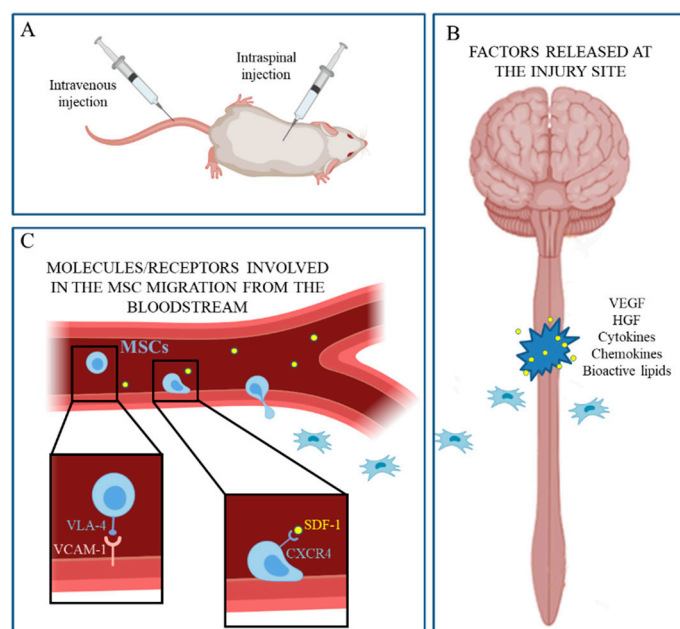 A
Intravenous
injection
Intraspinal
injection
B
FACTORS RELEASED AT
THE INJURY SITE
VEGF
HGF
Cytokines
Chemokines
Bioactive lipids
C
MOLECULES/RECEPTORS INVOLVED
IN THE MSC MIGRATION FROM THE
BLOODSTREAM
MSCs
VLA-4
VCAM-1
SDF-1
CXCR4